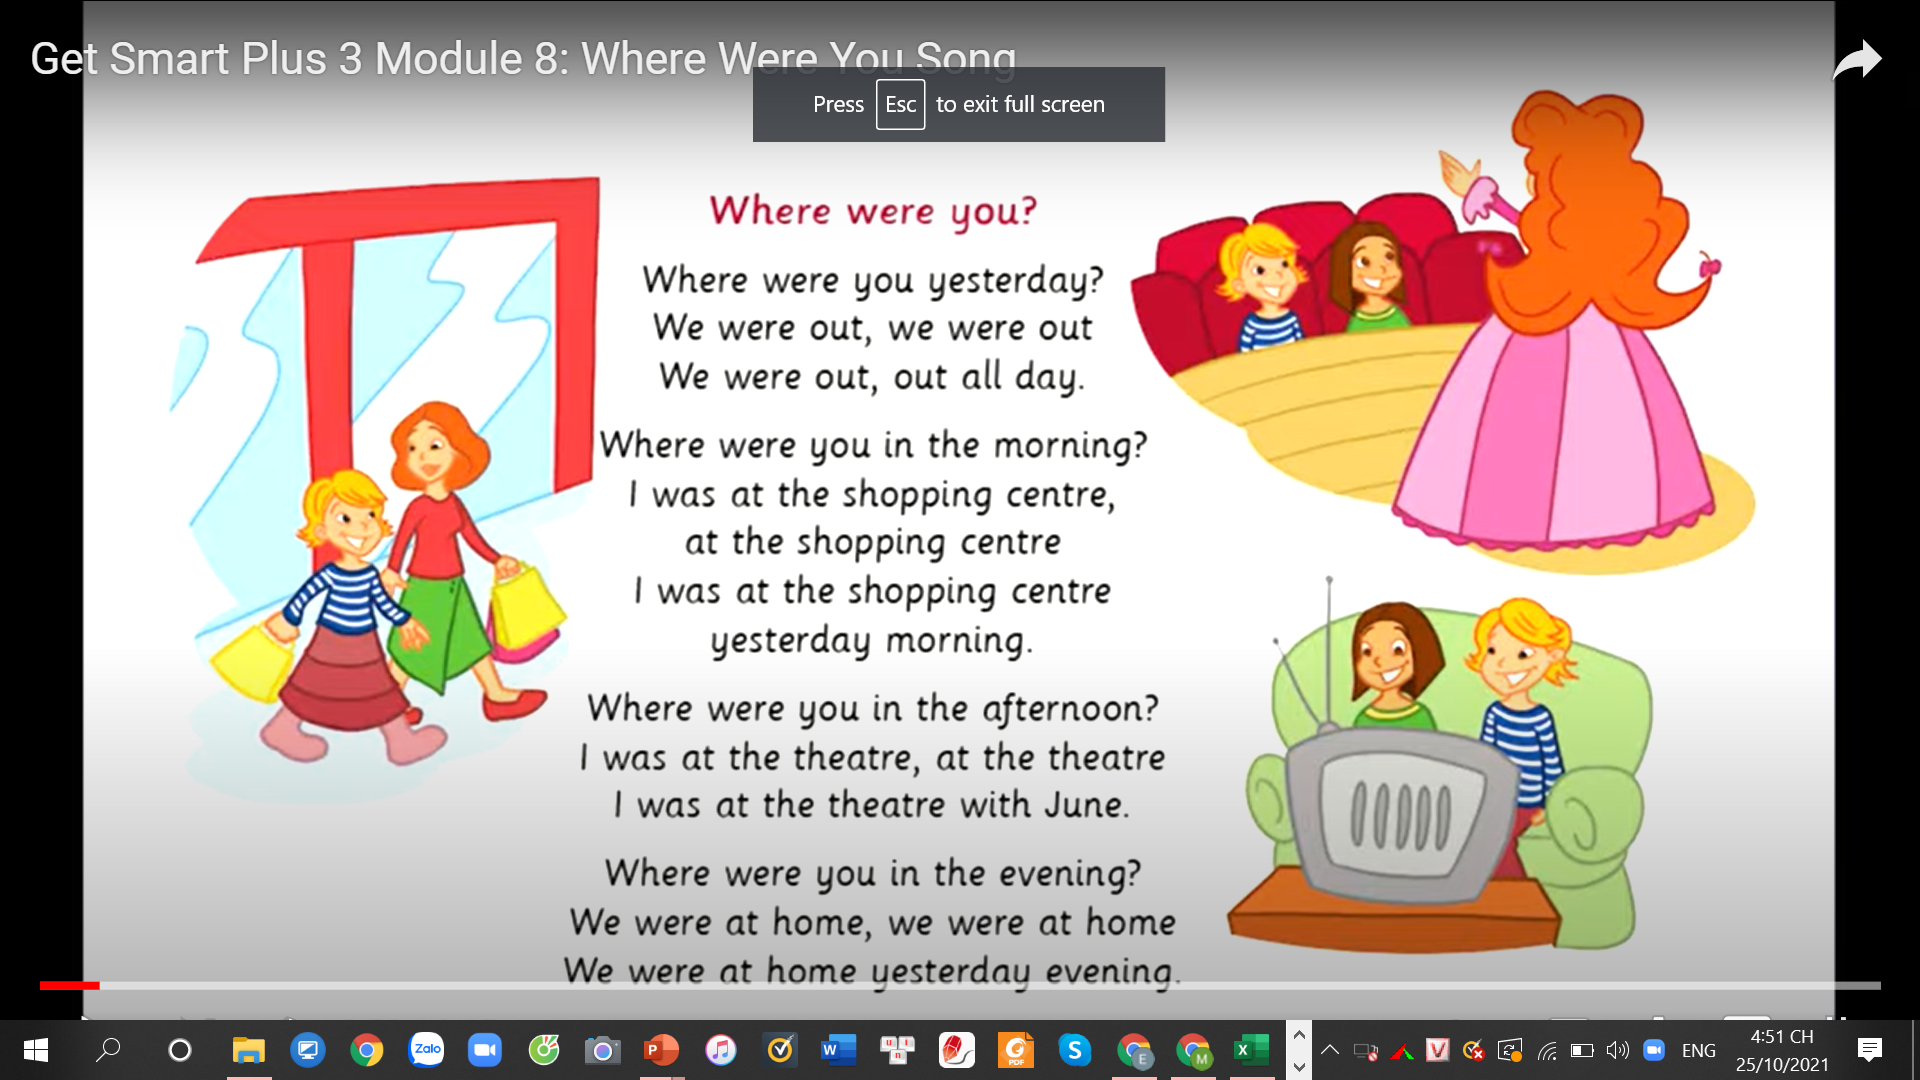 Get Smart Plus 3 Module 8: Where Were You Song
Press Esc to exit full screen
Where were you?
Where were you yesterday?
We were out, we were out
We were out, out all day.
Where were you in the morning?
I was at the shopping centre,
at the shopping centre
I was at the shopping centre
yesterday morning.
Where were you in the afternoon?
I was at the theatre, at the theatre
I was at the theatre with June.
Where were you in the evening?
We were at home, we were at home
We were at home yesterday evening.
Zalo
P
W
u i
n
PDF
S
E
M
X
V
ENG
4:51 CH
25/10/2021